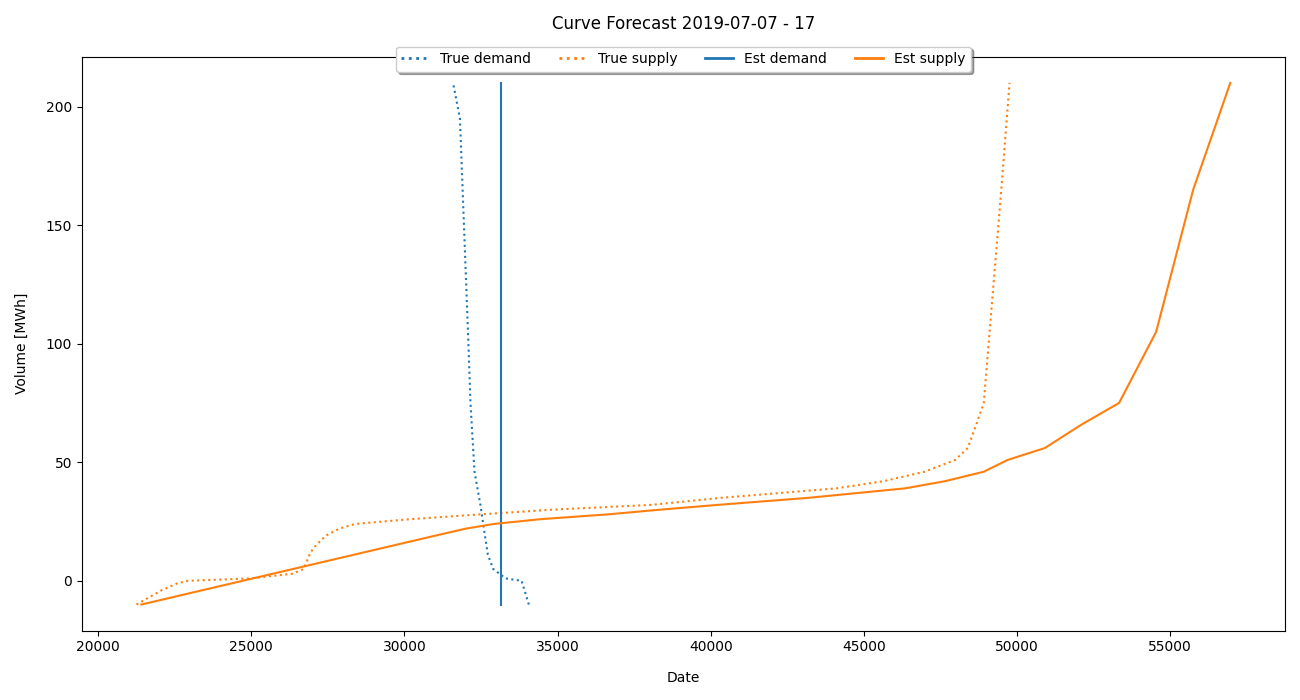 Curve Forecast 2019-07-07 - 17
True demand True supply Est demand Est supply
200
150
100
50
0
Volume [MWh]
20000 25000 30000 35000 40000 45000 50000 55000
Date